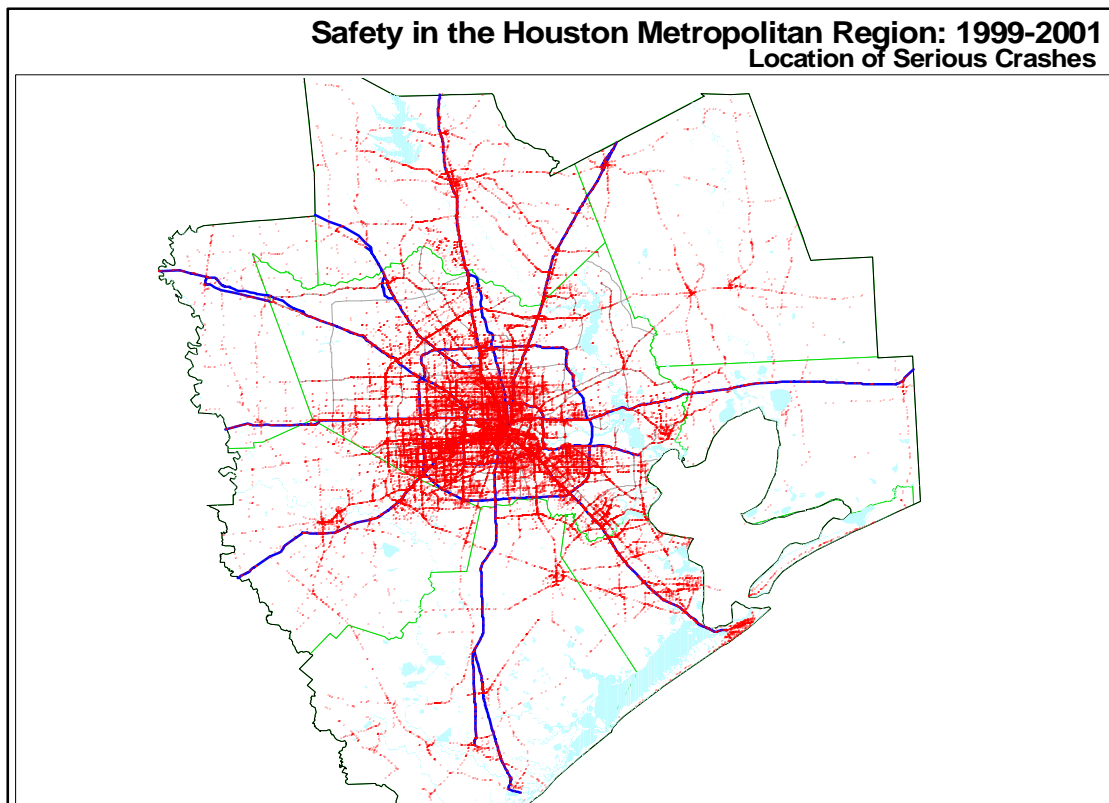 Safety in the Houston Metropolitan Region: 1999-2001
Location of Serious Crashes